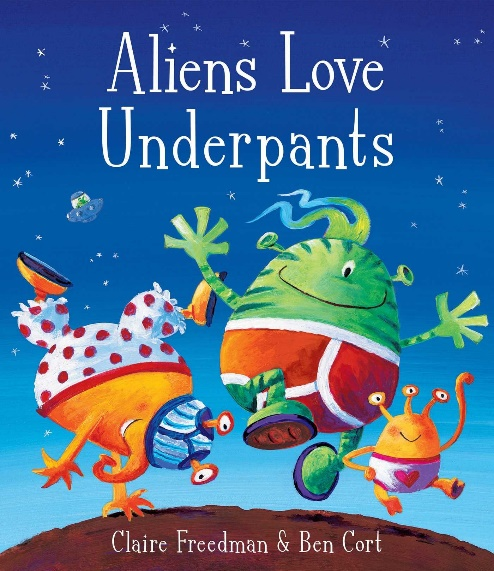 Aliens Love
Underpants
Claire Freedman & Ben Cort